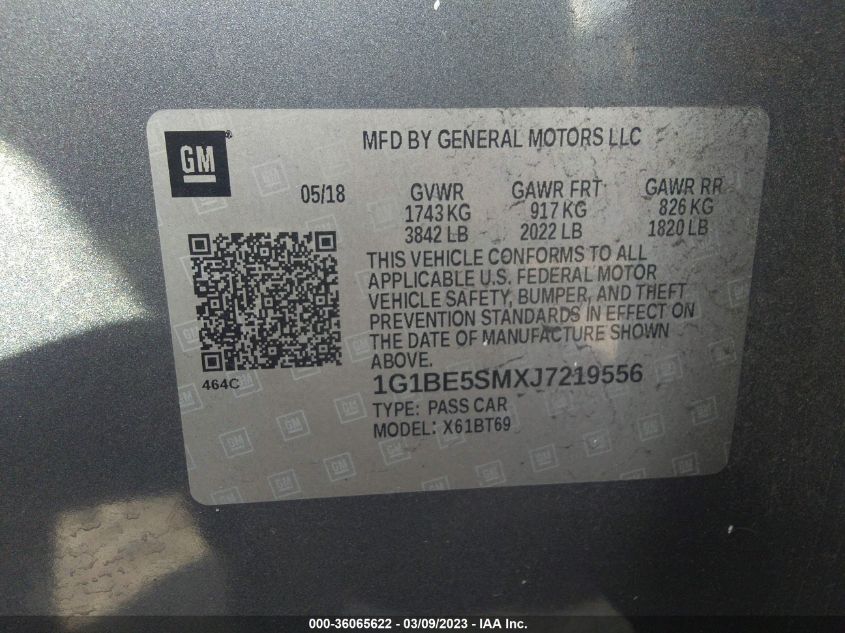 GM
MFD BY GENERAL MOTORS LLC
05/18
GVWR GAWR FRT GAWR RR
1743 KG 917 KG 826 KG
3842 LB 2022 LB 1820 LB
THIS VEHICLE CONFORMS TO ALL
APPLICABLE U.S. FEDERAL MOTOR
VEHICLE SAFETY, BUMPER, AND THEFT
PREVENTION STANDARDS IN EFFECT ON
THE DATE OF MANUFACTURE SHOWN
ABOVE.
464C
1G1BE5SMXJ7219556
TYPE: PASS CAR
MODEL: X61BT69
000-36065622 - 03/09/2023 - IAA Inc.